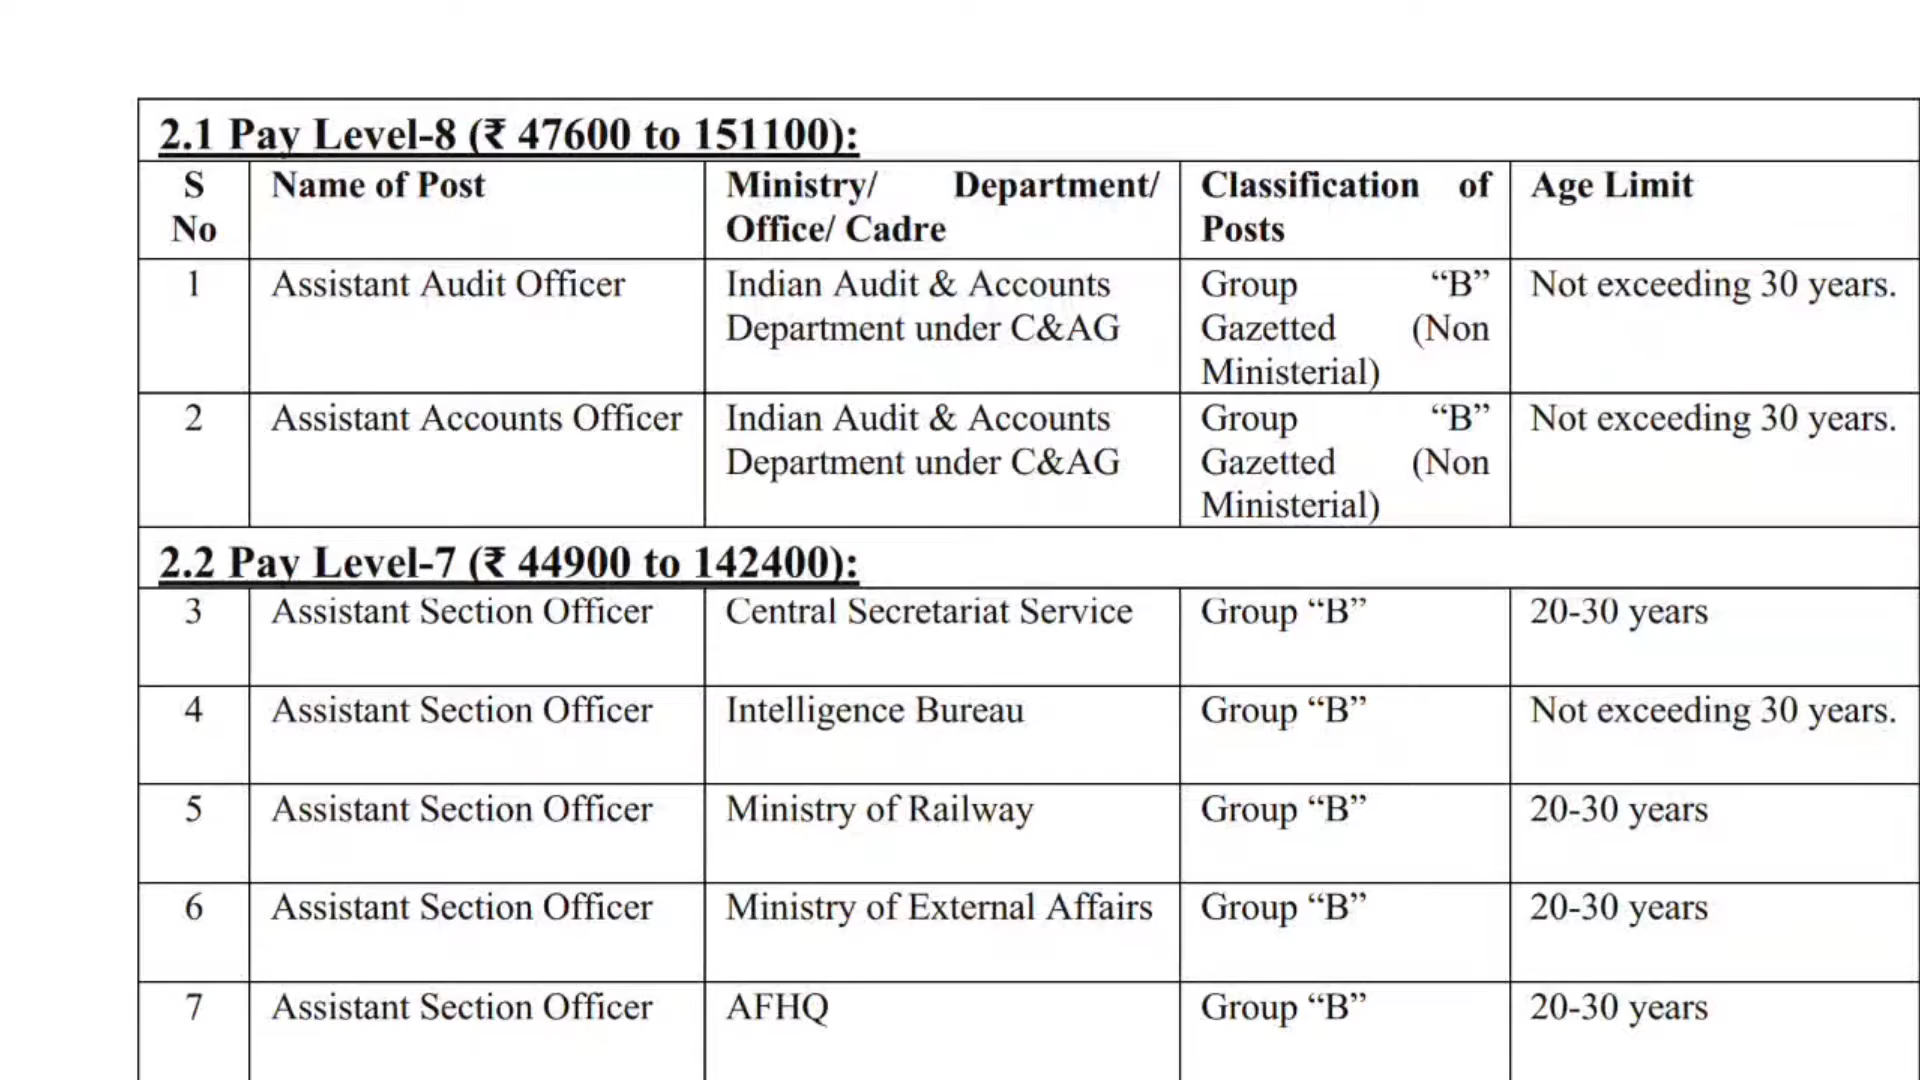 2.1 Pay Level-8 (₹ 47600 to 151100):
S No
Name of Post
Ministry/ Department/
Office/ Cadre
Classification of
Posts
Age Limit
1
Assistant Audit Officer
Indian Audit & Accounts
Department under C&AG
Group “B”
Gazetted (Non
Ministerial)
Not exceeding 30 years.
2
Assistant Accounts Officer
Indian Audit & Accounts
Department under C&AG
Group “B”
Gazetted (Non
Ministerial)
Not exceeding 30 years.
2.2 Pay Level-7 (₹ 44900 to 142400):
3 Assistant Section Officer Central Secretariat Service Group “B” 20-30 years
4 Assistant Section Officer Intelligence Bureau Group “B” Not exceeding 30 years.
5 Assistant Section Officer Ministry of Railway Group “B” 20-30 years
6 Assistant Section Officer Ministry of External Affairs Group “B” 20-30 years
7 Assistant Section Officer AFHQ Group “B” 20-30 years